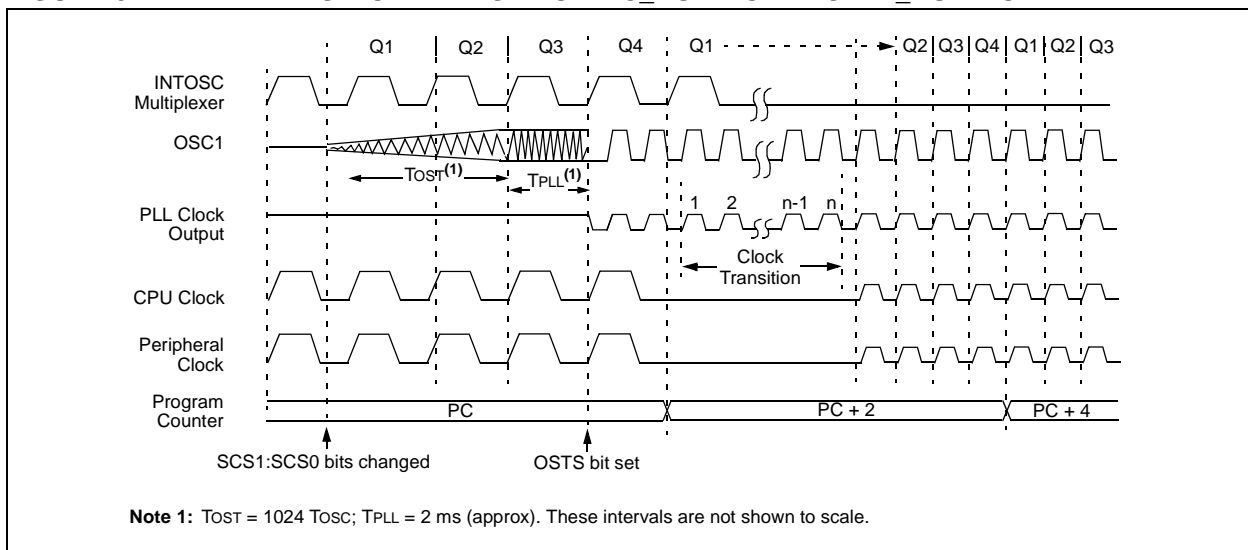 Q1 Q2 Q3 Q4 Q1 Q2 Q3 Q4 Q1 Q2 Q3
INTOSC
Multiplexer
OSC1
TOST(1)
TPLL(1)
1 2 n-1 n
PLL Clock
Output
Clock
Transition
CPU Clock
Peripheral
Clock
Program
Counter
PC PC + 2 PC + 4
SCS1:SCS0 bits changed OSTS bit set
Note 1: TOST = 1024 TOSC; TPLL = 2 ms (approx). These intervals are not shown to scale.